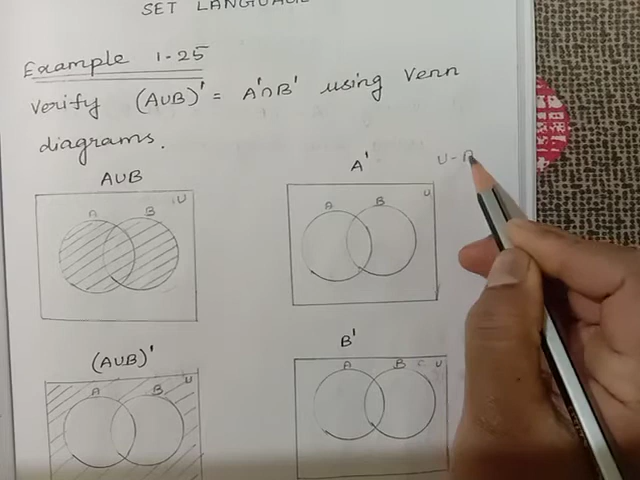 SET LANGUAGE
Example 1.25
Verify (AUB)' = A'∩B' using Venn
diagrams.
AUB
A B U
A'
U - A
A B U
(AUB)'
A B U
B'
A B U